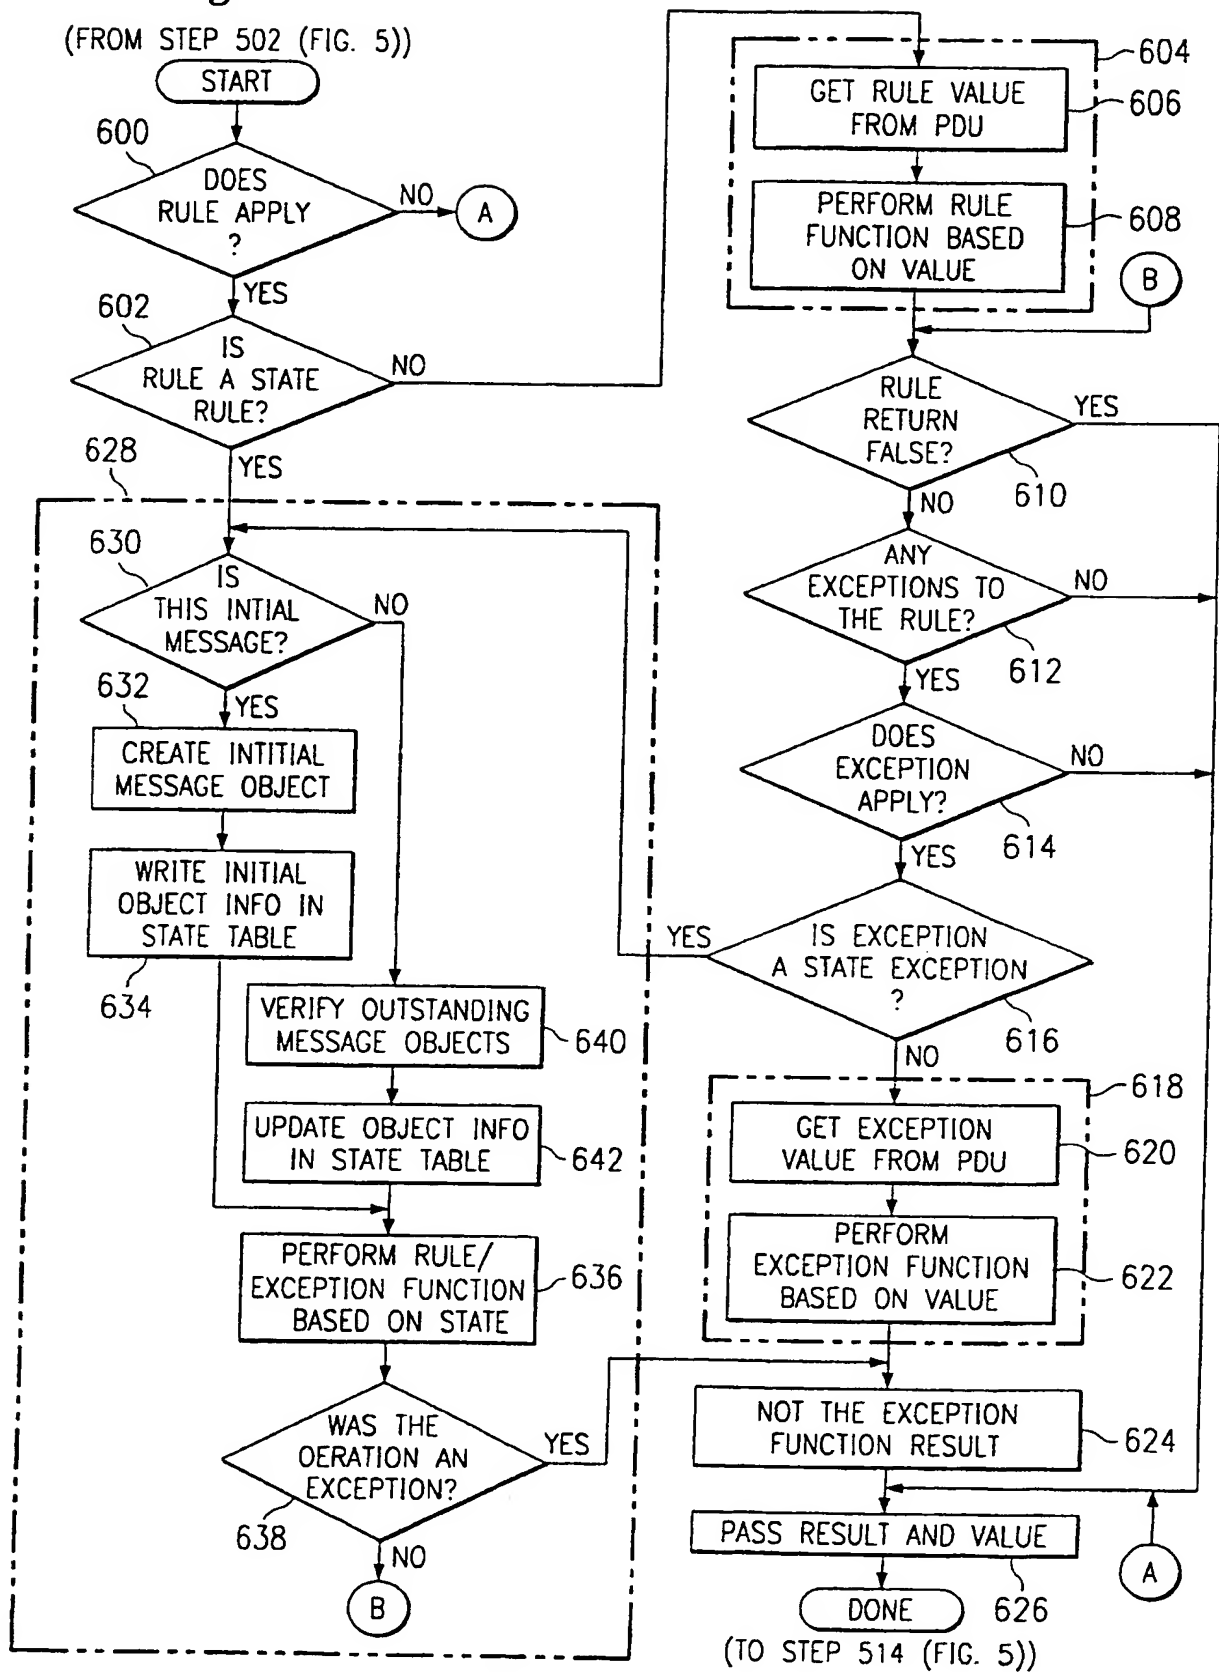 (FROM STEP 502 (FIG. 5))
START
600
DOES
RULE APPLY
?
NO
A
YES
602
IS
RULE A STATE
RULE?
NO
YES
628
630
IS
THIS INTIAL
MESSAGE?
NO
632
YES
CREATE INTITIAL
MESSAGE OBJECT
WRITE INITIAL
OBJECT INFO IN
STATE TABLE
634
VERIFY OUTSTANDING
MESSAGE OBJECTS
640
UPDATE OBJECT INFO
IN STATE TABLE
642
PERFORM RULE/
EXCEPTION FUNCTION
BASED ON STATE
636
WAS THE
OERATION AN
EXCEPTION?
YES
638
NO
B
604
GET RULE VALUE
FROM PDU
606
PERFORM RULE
FUNCTION BASED
ON VALUE
608
B
RULE
RETURN
FALSE?
YES
610
NO
ANY
EXCEPTIONS TO
THE RULE?
NO
612
YES
DOES
EXCEPTION
APPLY?
NO
614
YES
IS EXCEPTION
A STATE EXCEPTION
?
YES
616
NO
618
GET EXCEPTION
VALUE FROM PDU
620
PERFORM
EXCEPTION FUNCTION
BASED ON VALUE
622
NOT THE EXCEPTION
FUNCTION RESULT
624
PASS RESULT AND VALUE
626
A
DONE
(TO STEP 514 (FIG. 5))